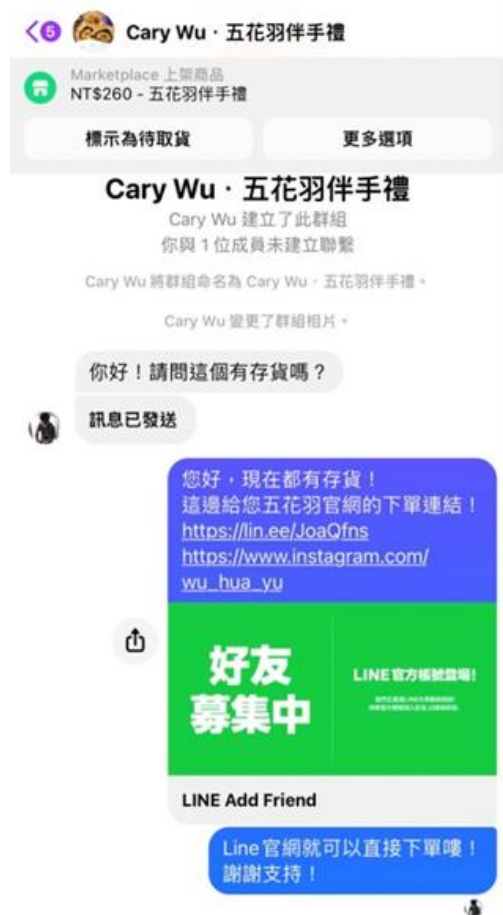 5
Cary Wu · 五花羽伴手禮
Marketplace 上架商品
NT$260 - 五花羽伴手禮
標示為待取貨
更多選項
Cary Wu · 五花羽伴手禮
Cary Wu 建立了此群組
你與 1 位成員未建立聯繫
Cary Wu 將群組命名為 Cary Wu · 五花羽伴手禮。
Cary Wu 變更了群組相片。
你好！請問這個有存貨嗎？
訊息已發送
您好，現在都有存貨！
這邊給您五花羽官網的下單連結！
https://lin.ee/JoaQfns
https://www.instagram.com/
wu_hua_yu
好友
募集中
LINE官方帳號登場!
LINE Add Friend
Line官網就可以直接下單嘍！
謝謝支持！